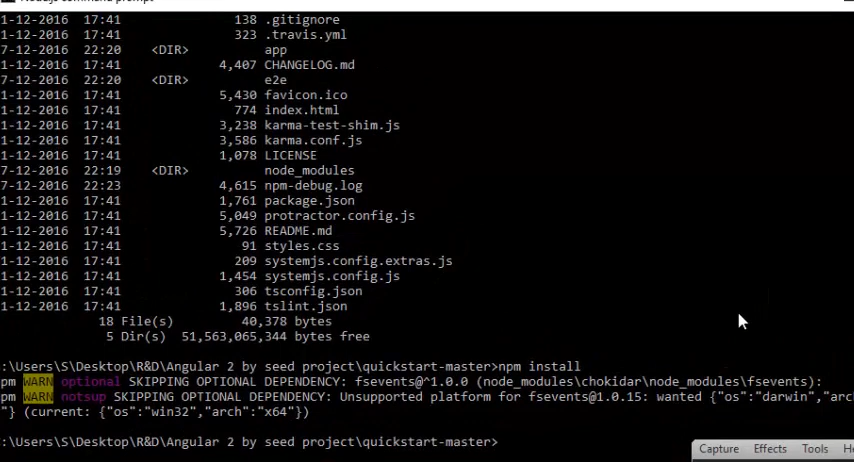 Node.js command prompt
1-12-2016  17:41               138 .gitignore
1-12-2016  17:41               323 .travis.yml
7-12-2016  22:20    <DIR>          app
1-12-2016  17:41             4,407 CHANGELOG.md
7-12-2016  22:20    <DIR>          e2e
1-12-2016  17:41             5,430 favicon.ico
1-12-2016  17:41               774 index.html
1-12-2016  17:41             3,238 karma-test-shim.js
1-12-2016  17:41             3,586 karma.conf.js
1-12-2016  17:41             1,078 LICENSE
7-12-2016  22:19    <DIR>          node_modules
7-12-2016  22:23             4,615 npm-debug.log
1-12-2016  17:41             1,761 package.json
1-12-2016  17:41             5,049 protractor.config.js
1-12-2016  17:41             5,726 README.md
1-12-2016  17:41                91 styles.css
1-12-2016  17:41               209 systemjs.config.extras.js
1-12-2016  17:41             1,454 systemjs.config.js
1-12-2016  17:41               306 tsconfig.json
1-12-2016  17:41             1,896 tslint.json
18 File(s)         40,378 bytes
5 Dir(s)  51,563,065,344 bytes free
:\Users\S\Desktop\R&D\Angular 2 by seed project\quickstart-master>npm install
pm WARN optional SKIPPING OPTIONAL DEPENDENCY: fsevents@^1.0.0 (node_modules\chokidar\node_modules\fsevents):
pm WARN notsup SKIPPING OPTIONAL DEPENDENCY: Unsupported platform for fsevents@1.0.15: wanted {"os":"darwin","arc
"} (current: {"os":"win32","arch":"x64"})
:\Users\S\Desktop\R&D\Angular 2 by seed project\quickstart-master>
Capture Effects Tools He